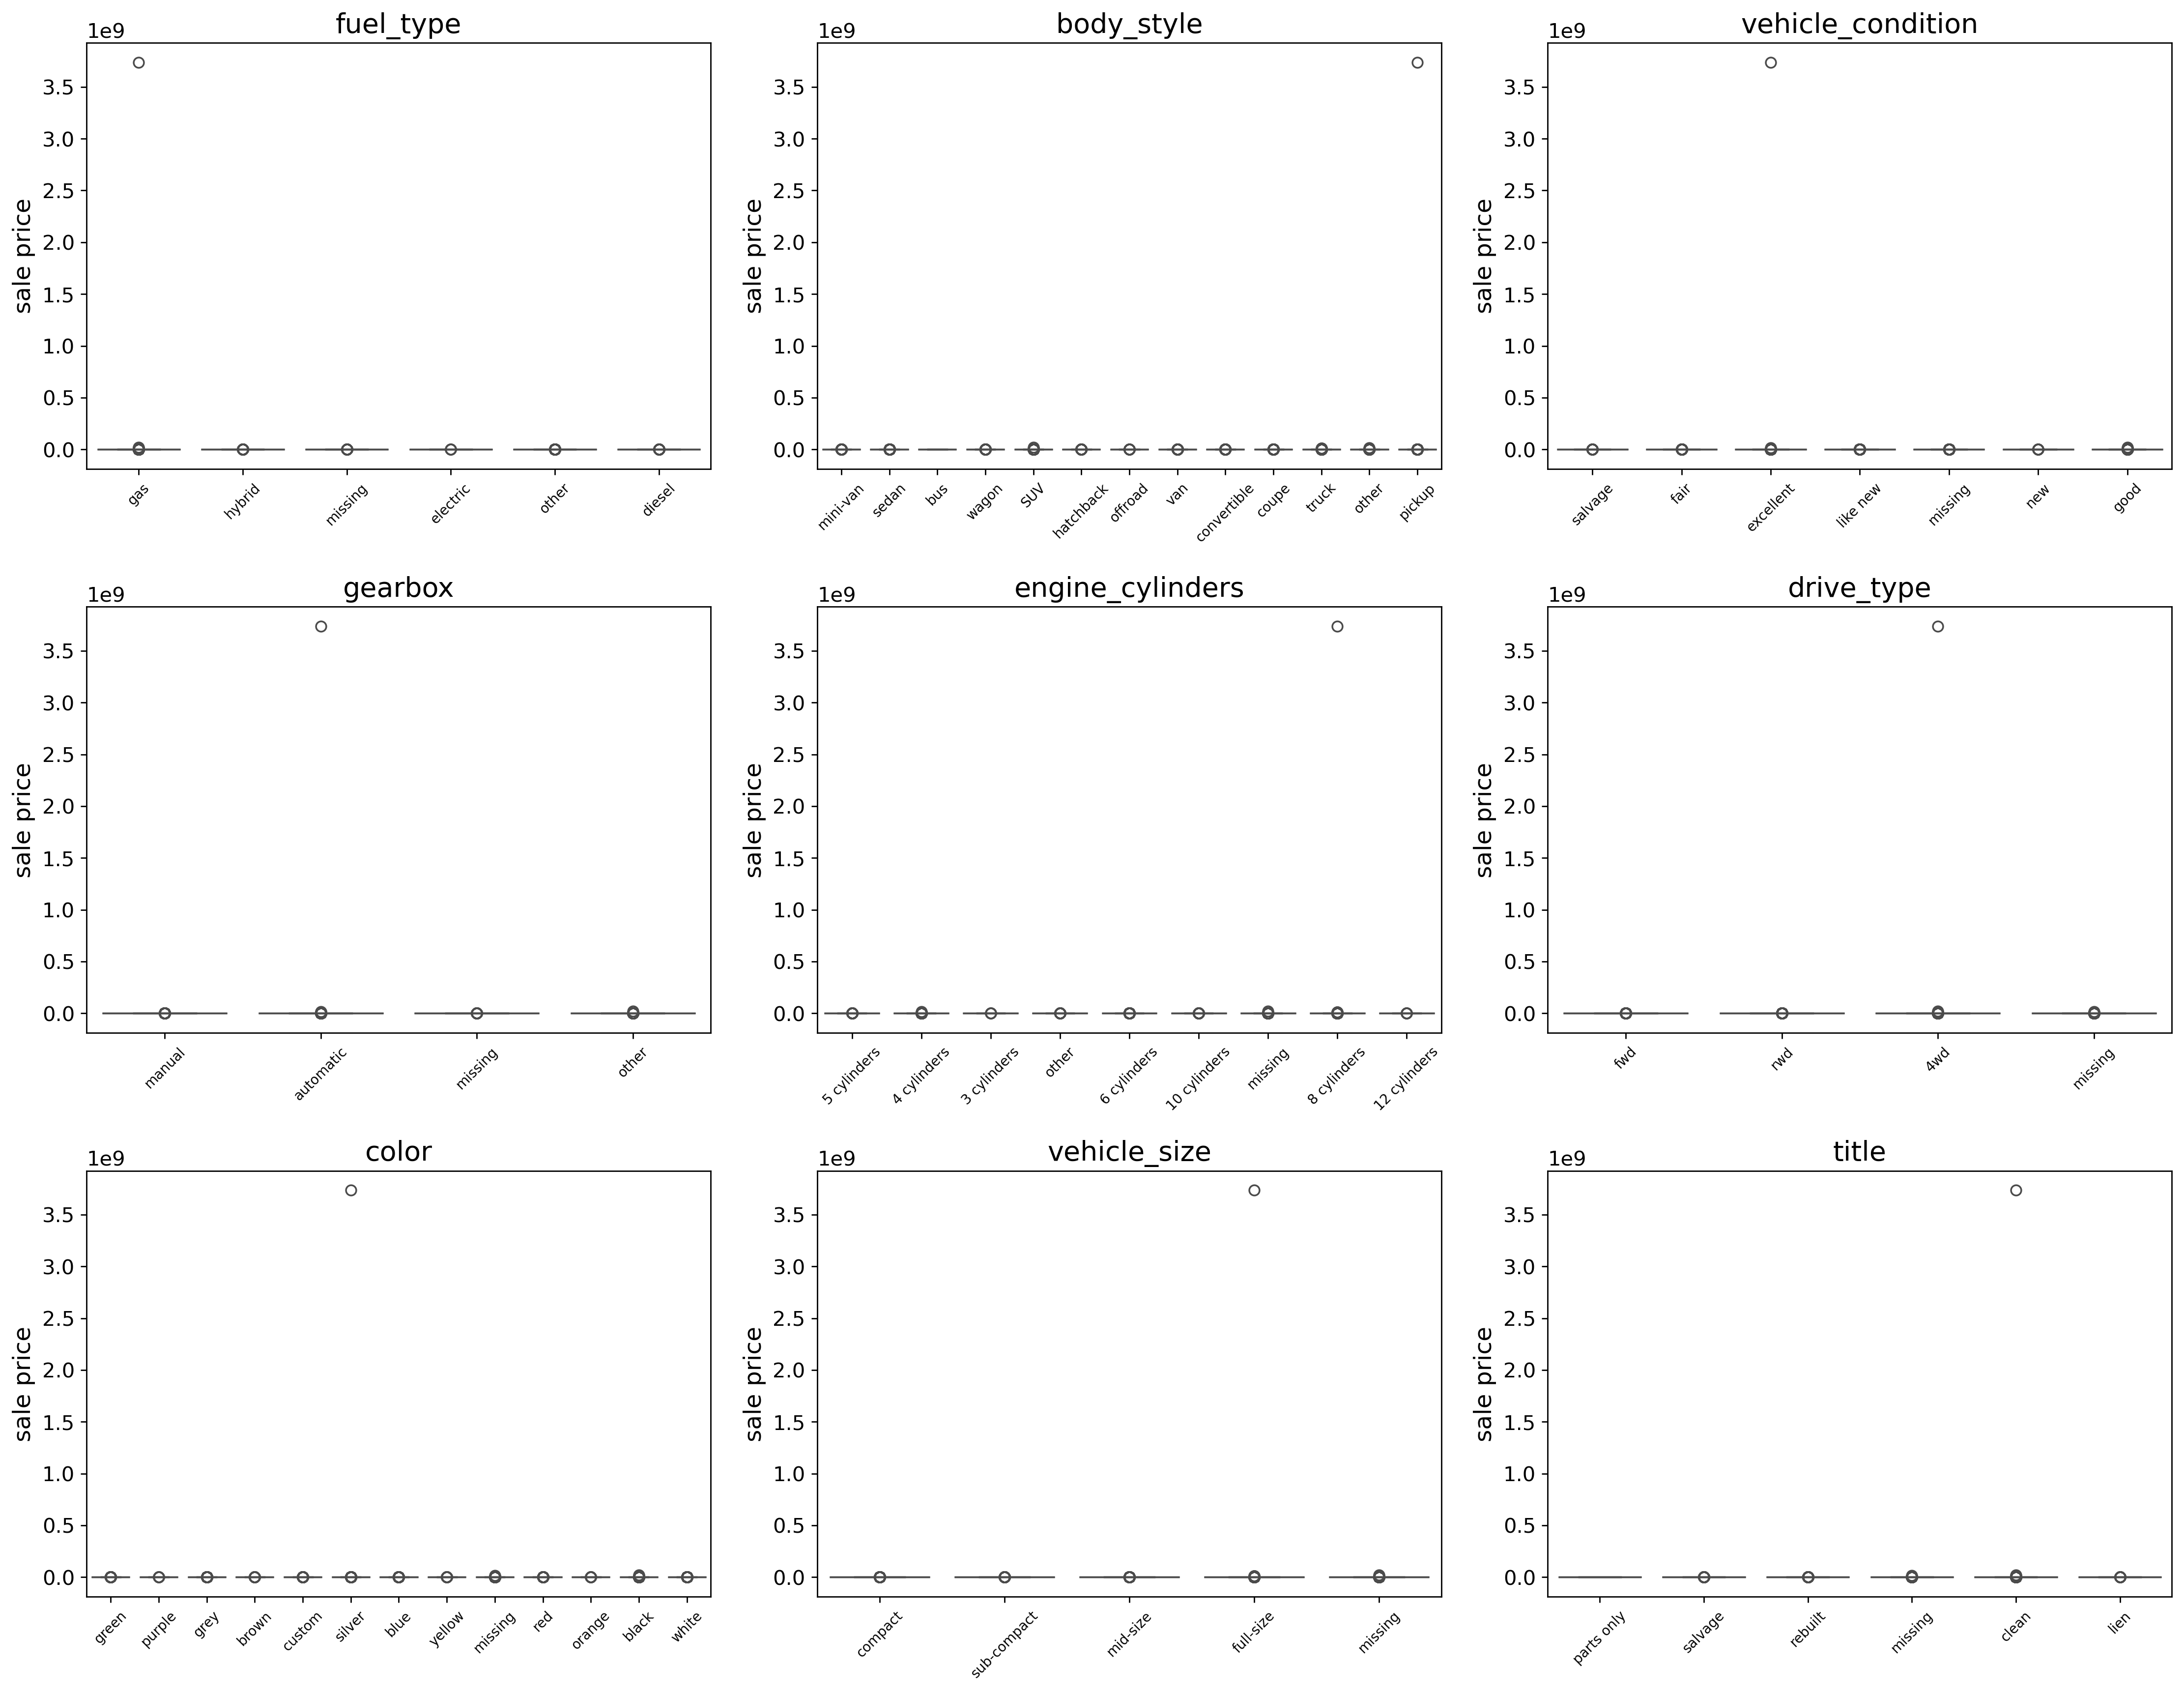 fuel_type
1e9
sale price
3.5
3.0
2.5
2.0
1.5
1.0
0.5
0.0
gas
hybrid
missing
electric
other
diesel
body_style
1e9
sale price
3.5
3.0
2.5
2.0
1.5
1.0
0.5
0.0
mini-van
sedan
bus
wagon
SUV
hatchback
offroad
van
convertible
coupe
truck
other
pickup
vehicle_condition
1e9
sale price
3.5
3.0
2.5
2.0
1.5
1.0
0.5
0.0
salvage
fair
excellent
like new
missing
new
good
gearbox
1e9
sale price
3.5
3.0
2.5
2.0
1.5
1.0
0.5
0.0
manual
automatic
missing
other
engine_cylinders
1e9
sale price
3.5
3.0
2.5
2.0
1.5
1.0
0.5
0.0
5 cylinders
4 cylinders
3 cylinders
other
6 cylinders
10 cylinders
missing
8 cylinders
12 cylinders
drive_type
1e9
sale price
3.5
3.0
2.5
2.0
1.5
1.0
0.5
0.0
fwd
rwd
4wd
missing
color
1e9
sale price
3.5
3.0
2.5
2.0
1.5
1.0
0.5
0.0
green
purple
grey
brown
custom
silver
blue
yellow
missing
red
orange
black
white
vehicle_size
1e9
sale price
3.5
3.0
2.5
2.0
1.5
1.0
0.5
0.0
compact
sub-compact
mid-size
full-size
missing
title
1e9
sale price
3.5
3.0
2.5
2.0
1.5
1.0
0.5
0.0
parts only
salvage
rebuilt
missing
clean
lien